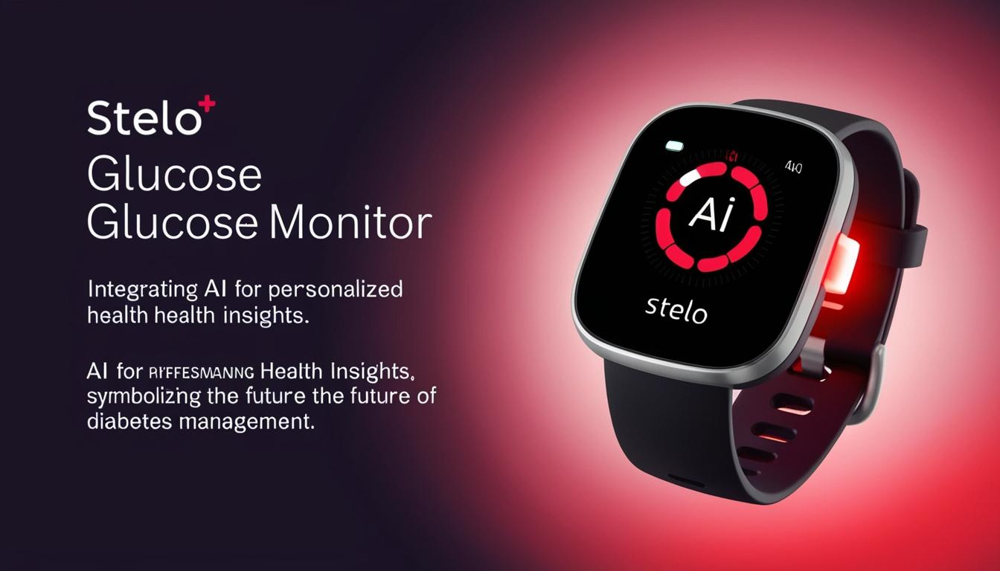 Stelo+
Glucose
Glucose Monitor
Integrating AI for personalized
health health insights.
AI for Health Insights,
symbolizing the future the future of
diabetes management.
Ai
stelo